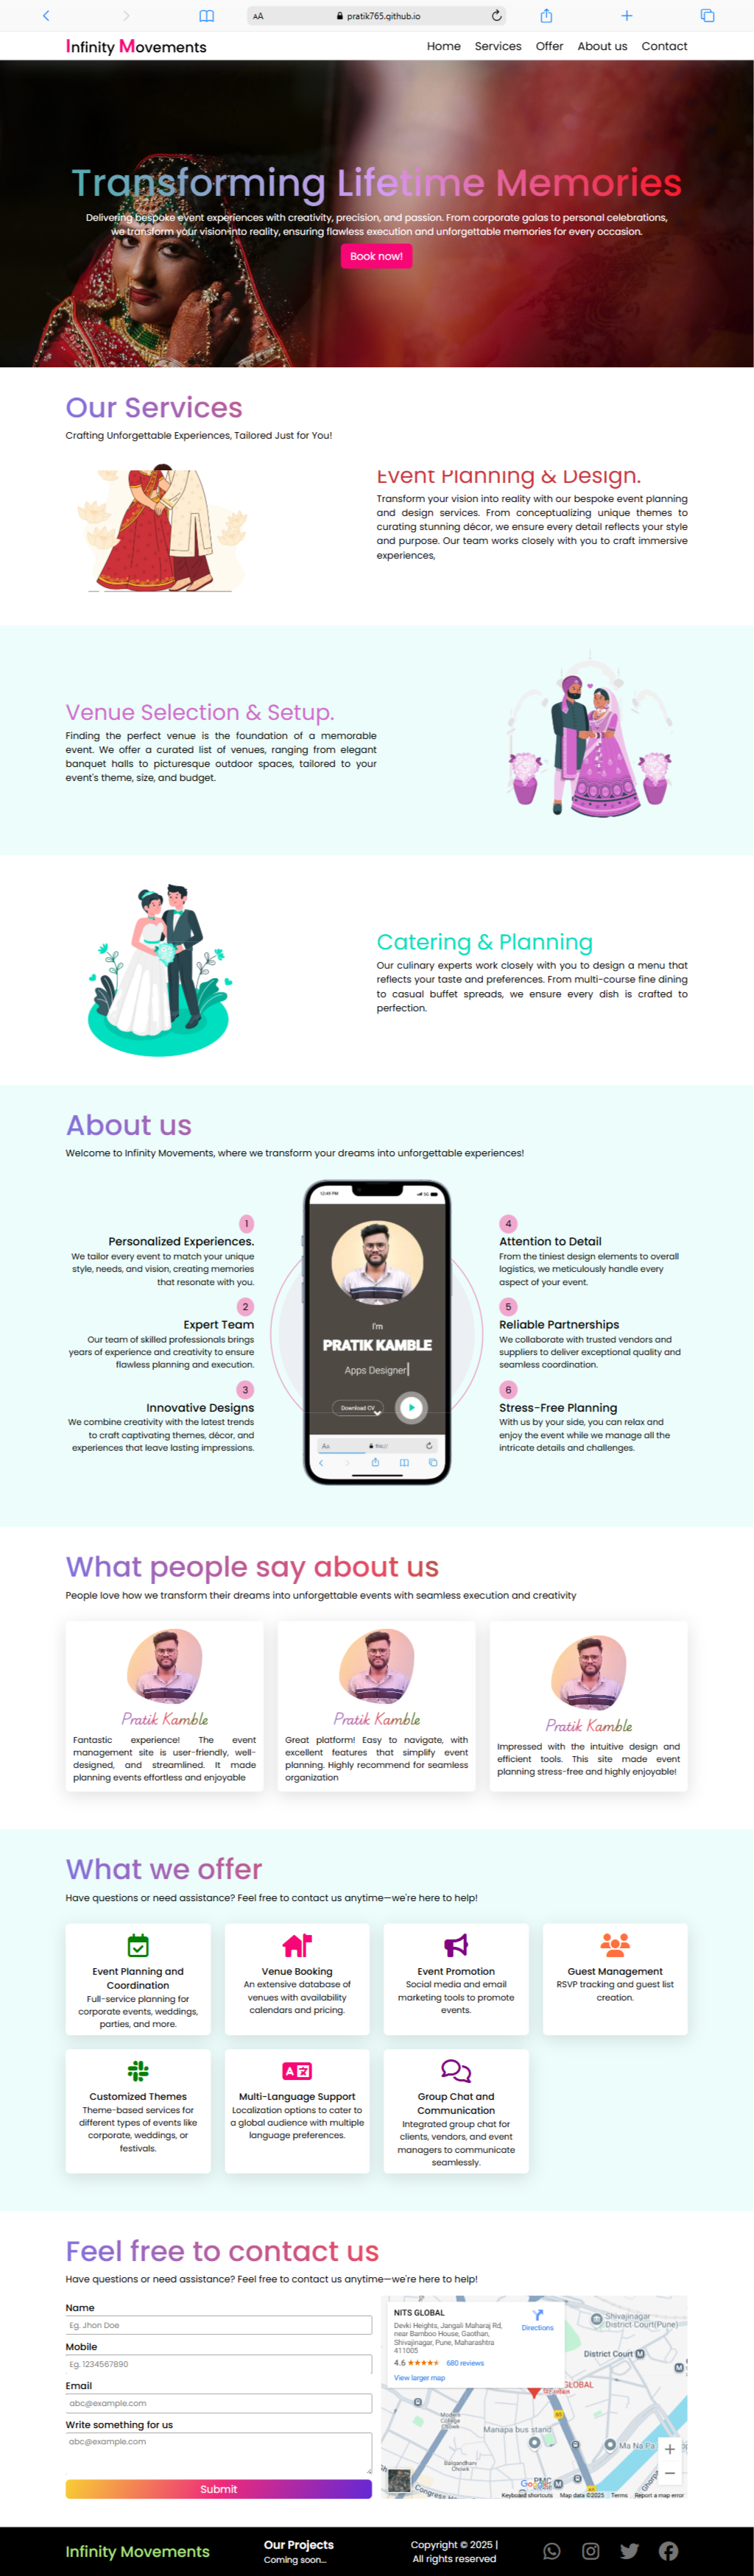 AA pratik765.github.io
Infinity Movements
Home Services Offer About us Contact
Transforming Lifetime Memories
Delivering bespoke event experiences with creativity, precision, and passion. From corporate galas to personal celebrations,
we transform your vision into reality, ensuring flawless execution and unforgettable memories for every occasion.
Book now!
Our Services
Crafting Unforgettable Experiences, Tailored Just for You!
Event Planning & Design.
Transform your vision into reality with our bespoke event planning
and design services. From conceptualizing unique themes to
curating stunning décor, we ensure every detail reflects your style
and purpose. Our team works closely with you to craft immersive
experiences,
Venue Selection & Setup.
Finding the perfect venue is the foundation of a memorable
event. We offer a curated list of venues, ranging from elegant
banquet halls to picturesque outdoor spaces, tailored to your
event's theme, size, and budget.
Catering & Planning
Our culinary experts work closely with you to design a menu that
reflects your taste and preferences. From multi-course fine dining
to casual buffet spreads, we ensure every dish is crafted to
perfection.
About us
Welcome to Infinity Movements, where we transform your dreams into unforgettable experiences!
1
Personalized Experiences.
We tailor every event to match your unique
style, needs, and vision, creating memories
that resonate with you.
2
Expert Team
Our team of skilled professionals brings
years of experience and creativity to ensure
flawless planning and execution.
3
Innovative Designs
We combine creativity with the latest trends
to craft captivating themes, décor, and
experiences that leave lasting impressions.
I'm
PRATIK KAMBLE
Apps Designer
Download CV
AA
4
Attention to Detail
From the tiniest design elements to overall
logistics, we meticulously handle every
aspect of your event.
5
Reliable Partnerships
We collaborate with trusted vendors and
suppliers to deliver exceptional quality and
seamless coordination.
6
Stress-Free Planning
With us by your side, you can relax and
enjoy the event while we manage all the
intricate details and challenges.
What people say about us
People love how we transform their dreams into unforgettable events with seamless execution and creativity
Pratik Kamble
Fantastic experience! The event
management site is user-friendly, well-
designed, and streamlined. It made
planning events effortless and enjoyable
Pratik Kamble
Great platform! Easy to navigate, with
excellent features that simplify event
planning. Highly recommend for seamless
organization
Pratik Kamble
Impressed with the intuitive design and
efficient tools. This site made event
planning stress-free and highly enjoyable!
What we offer
Have questions or need assistance? Feel free to contact us anytime—we're here to help!
Event Planning and
Coordination
Full-service planning for
corporate events, weddings,
parties, and more.
Venue Booking
An extensive database of
venues with availability
calendars and pricing.
Event Promotion
Social media and email
marketing tools to promote
events.
Guest Management
RSVP tracking and guest list
creation.
Customized Themes
Theme-based services for
different types of events like
corporate, weddings, or
festivals.
Multi-Language Support
Localization options to cater to
a global audience with multiple
language preferences.
Group Chat and
Communication
Integrated group chat for
clients, vendors, and event
managers to communicate
seamlessly.
Feel free to contact us
Have questions or need assistance? Feel free to contact us anytime—we're here to help!
Name
Eg. Jhon Doe
Mobile
Eg. 1234567890
Email
abc@example.com
Write something for us
abc@example.com
Submit
NITS GLOBAL
Devki Heights, Jangali Maharaj Rd,
near Bamboo House, Gaothan,
Shivajinagar, Pune, Maharashtra
411005
4.6 680 reviews
View larger map
Directions
Shivajinagar
District Court(Pune)
District Court
GLOBAL
Modern
College
Chowk
Manapa bus stand
Ma Na Pa
Congress
PMC
Google
Keyboard shortcuts Map data ©2025 Terms Report a map error
Infinity Movements
Our Projects
Coming soon...
Copyright © 2025 |
All rights reserved